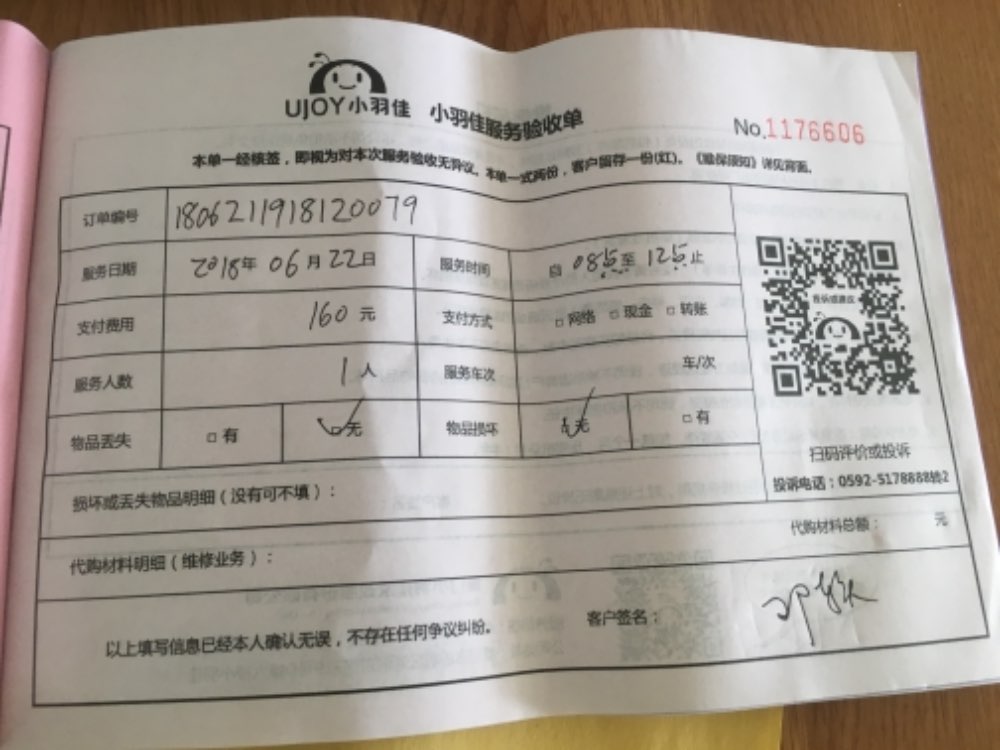 UJOY小羽佳 小羽佳服务验收单
No.1176606
本单一经核签，即视为对本次服务验收无异议。本单一式两份，客户留存一份(红)。《维保须知》详见背面。
订单编号 1806211918120079
服务日期 2018年 06月 22日 服务时间 自 085至 125止
支付费用 160 元 支付方式 □ 网络 □ 现金 □ 转账
服务人数 1 人 服务车次 车/次
物品丢失 □ 有 □ 无 物品损坏 □ 无 □ 有
扫码评价或投诉
投诉电话：0592-5178888转2
损坏或丢失物品明细（没有可不填）：
代购材料明细（维修业务）： 代购材料总额： 元
以上填写信息已经本人确认无误，不存在任何争议纠纷。 客户签名：